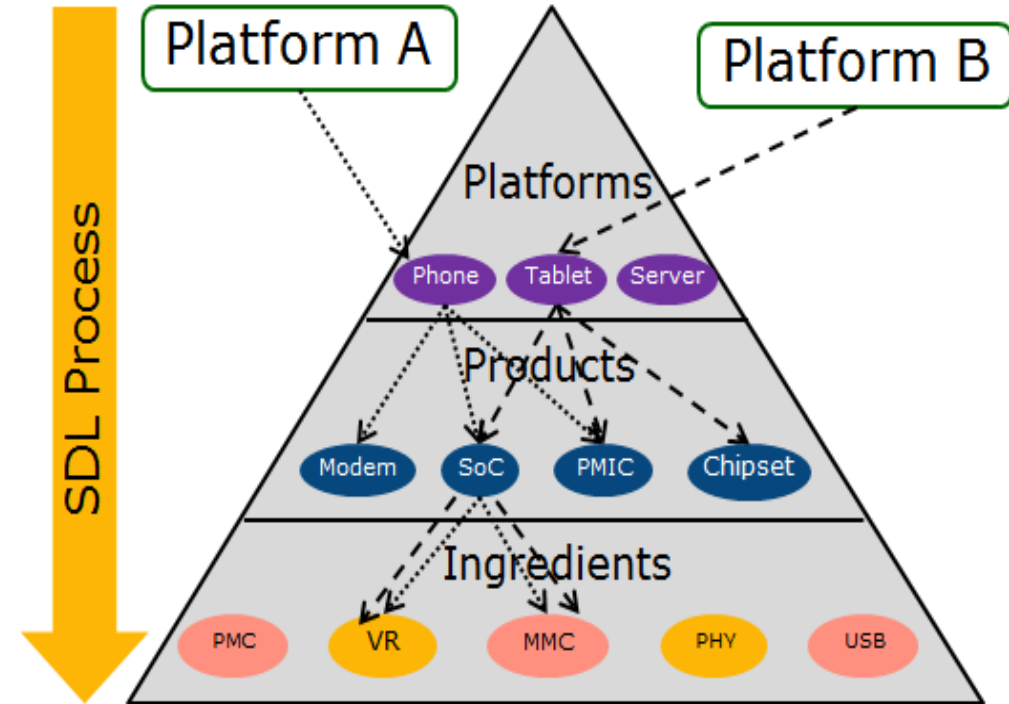 Platform A
Platform B
SDL Process
Platforms
Phone
Tablet
Server
Products
Modem
SoC
PMIC
Chipset
Ingredients
PMC
VR
MMC
PHY
USB